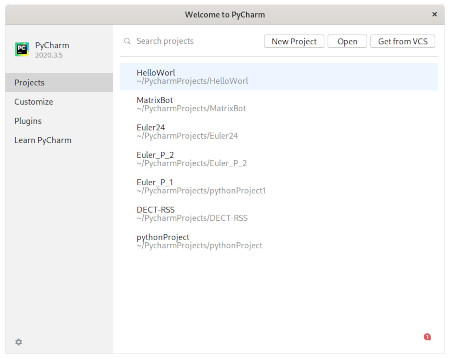 Welcome to PyCharm
PC
PyCharm
2020.3.5
Search projects
New Project
Open
Get from VCS
Projects
Customize
Plugins
Learn PyCharm
HelloWorl
~/PycharmProjects/HelloWorl
MatrixBot
~/PycharmProjects/MatrixBot
Euler24
~/PycharmProjects/Euler24
Euler_P_2
~/PycharmProjects/Euler_P_2
Euler_P_1
~/PycharmProjects/pythonProject1
DECT-RSS
~/PycharmProjects/DECT-RSS
pythonProject
~/PycharmProjects/pythonProject
1